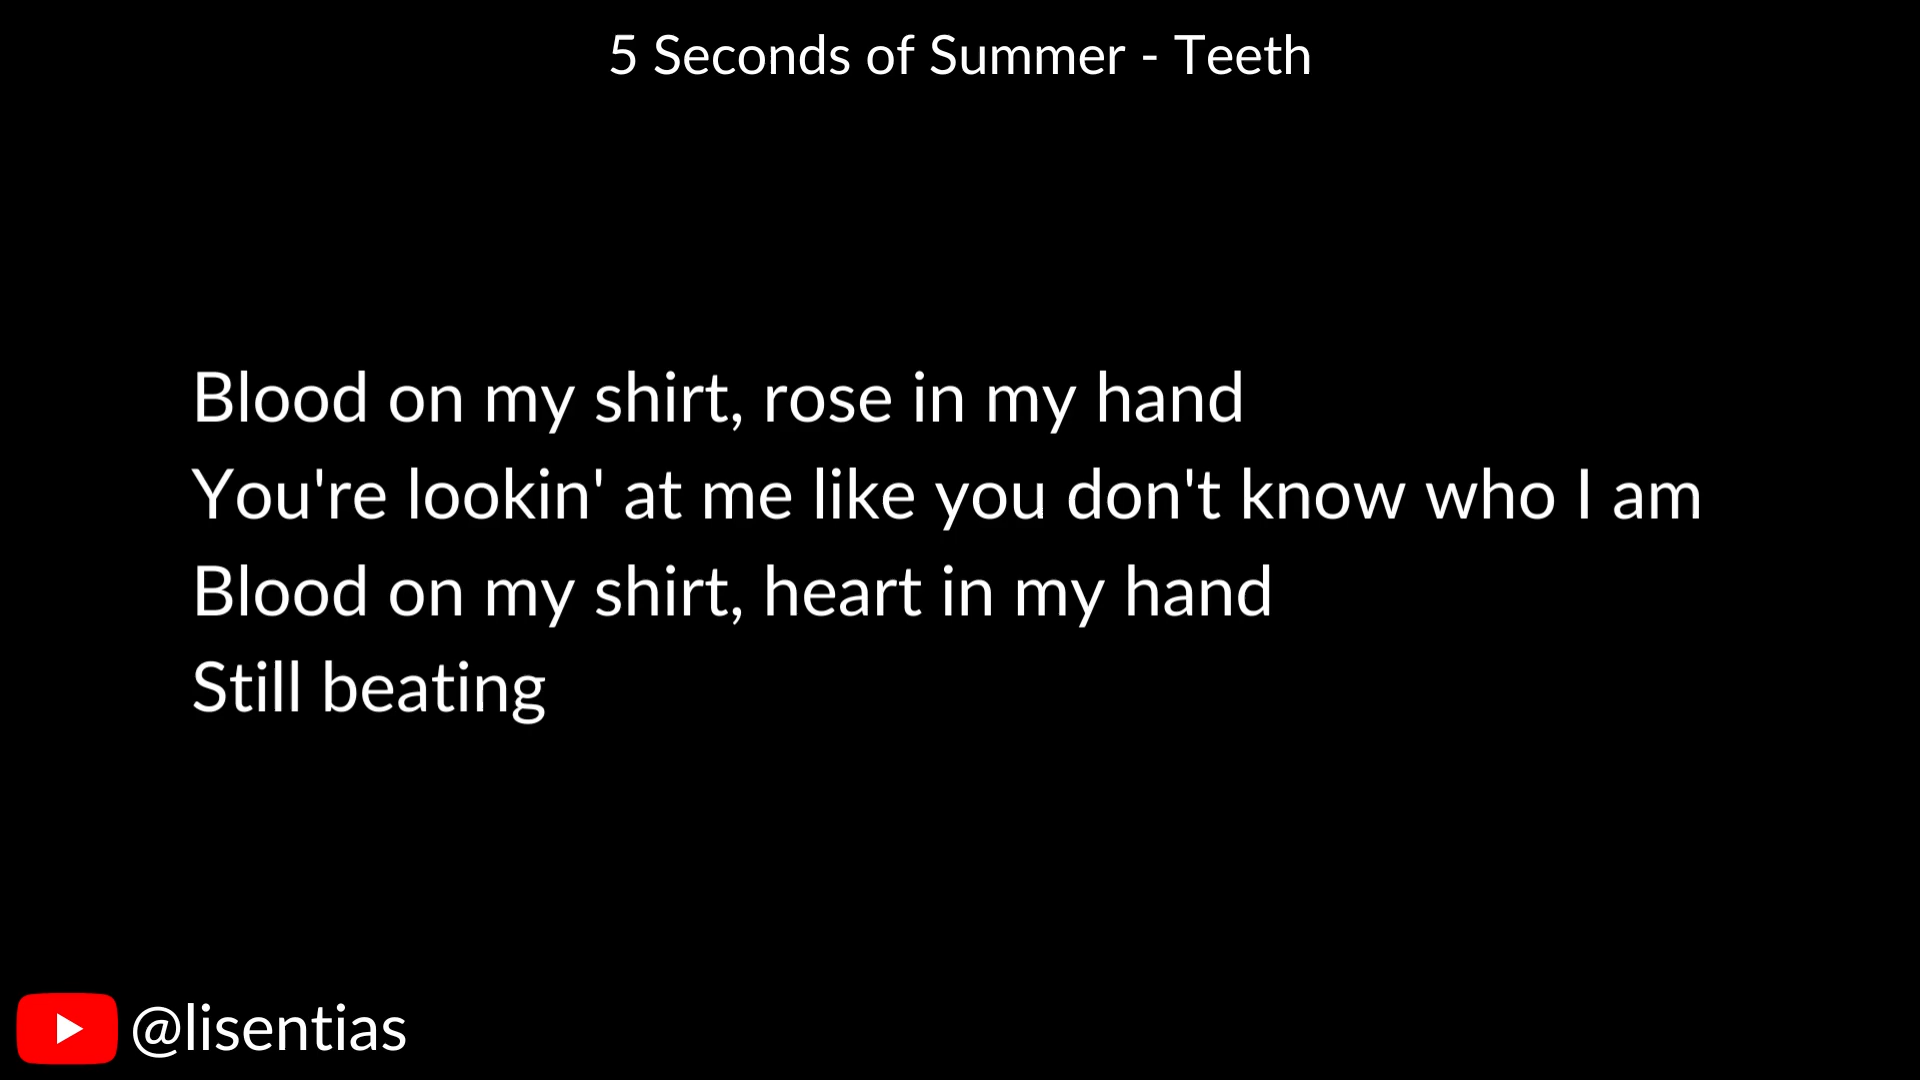 5 Seconds of Summer - Teeth
Blood on my shirt, rose in my hand
You're lookin' at me like you don't know who I am
Blood on my shirt, heart in my hand
Still beating
@lisentias